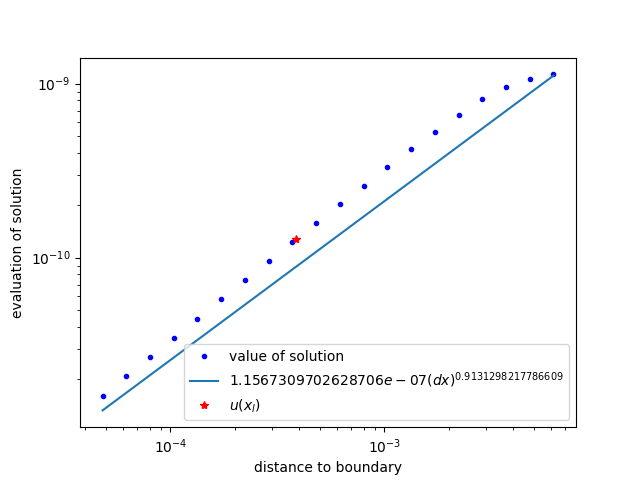 10⁻⁹
10⁻¹⁰
evaluation of solution
value of solution
1.1567309702628706e − 07(dx)^0.9131298217786609
u(x_l)
10⁻⁴
10⁻³
distance to boundary